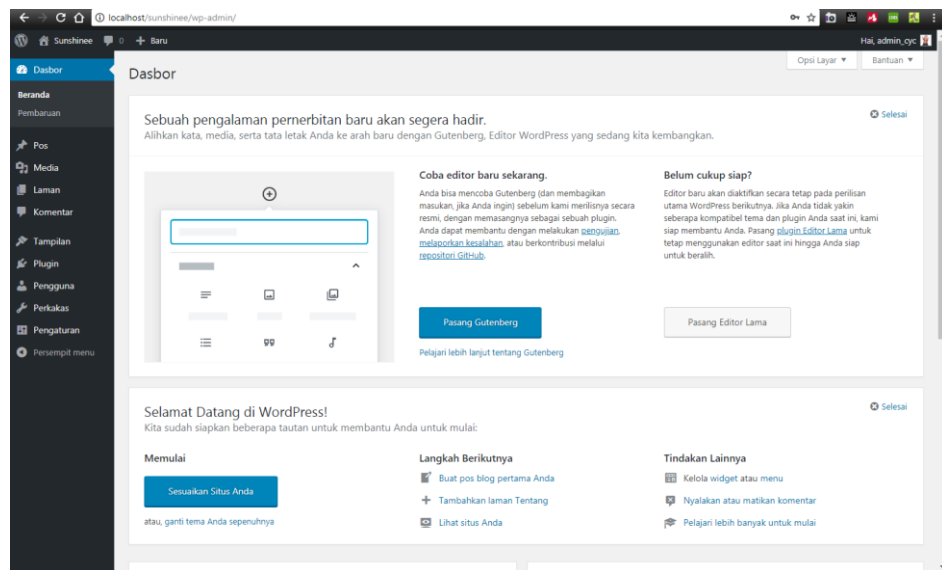 localhost/sunshinee/wp-admin/
Sunshinee 0 + Baru
Hai, admin_cyc
Dasbor
Beranda
Pembaruan
Pos
Media
Laman
Komentar
Tampilan
Plugin
Pengguna
Perkakas
Pengaturan
Persempit menu
Dasbor
Opsi Layar
Bantuan
Sebuah pengalaman pernerbitan baru akan segera hadir.
Selesai
Alihkan kata, media, serta tata letak Anda ke arah baru dengan Gutenberg, Editor WordPress yang sedang kita kembangkan.
Coba editor baru sekarang.
Anda bisa mencoba Gutenberg (dan membagikan
masukan, jika Anda ingin) sebelum kami merilisnya secara
resmi, dengan memasangnya sebagai sebuah plugin.
Anda dapat membantu dengan melakukan pengujian,
melaporkan kesalahan, atau berkontribusi melalui
repositori GitHub.
Pasang Gutenberg
Pelajari lebih lanjut tentang Gutenberg
Belum cukup siap?
Editor baru akan diaktifkan secara tetap pada perilisan
utama WordPress berikutnya. Jika Anda tidak yakin
seberapa kompatibel tema dan plugin Anda saat ini, kami
siap membantu Anda. Pasang plugin Editor Lama untuk
tetap menggunakan editor saat ini hingga Anda siap
untuk beralih.
Pasang Editor Lama
Selamat Datang di WordPress!
Selesai
Kita sudah siapkan beberapa tautan untuk membantu Anda untuk mulai:
Memulai
Sesuaikan Situs Anda
atau, ganti tema Anda sepenuhnya
Langkah Berikutnya
Buat pos blog pertama Anda
Tambahkan laman Tentang
Lihat situs Anda
Tindakan Lainnya
Kelola widget atau menu
Nyalakan atau matikan komentar
Pelajari lebih banyak untuk mulai